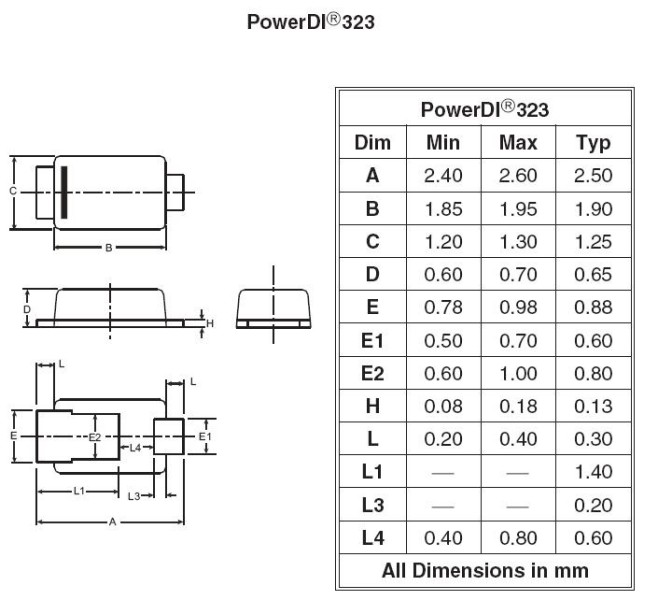 PowerDI®323
PowerDI®323
Dim Min Max Typ
A 2.40 2.60 2.50
B 1.85 1.95 1.90
C 1.20 1.30 1.25
D 0.60 0.70 0.65
E 0.78 0.98 0.88
E1 0.50 0.70 0.60
E2 0.60 1.00 0.80
H 0.08 0.18 0.13
L 0.20 0.40 0.30
L1 — — 1.40
L3 — — 0.20
L4 0.40 0.80 0.60
All Dimensions in mm
C
B
D
H
L
L
E
E2
L4
E1
L1
L3
A